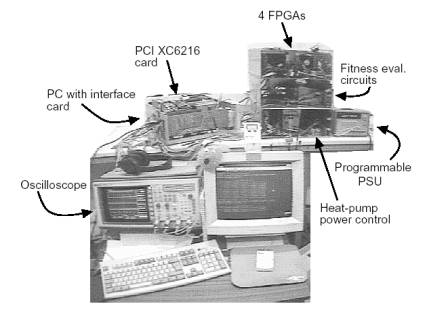 4 FPGAs
PCI XC6216
card
Fitness eval.
circuits
PC with interface
card
Programmable
PSU
Oscilloscope
Heat-pump
power control